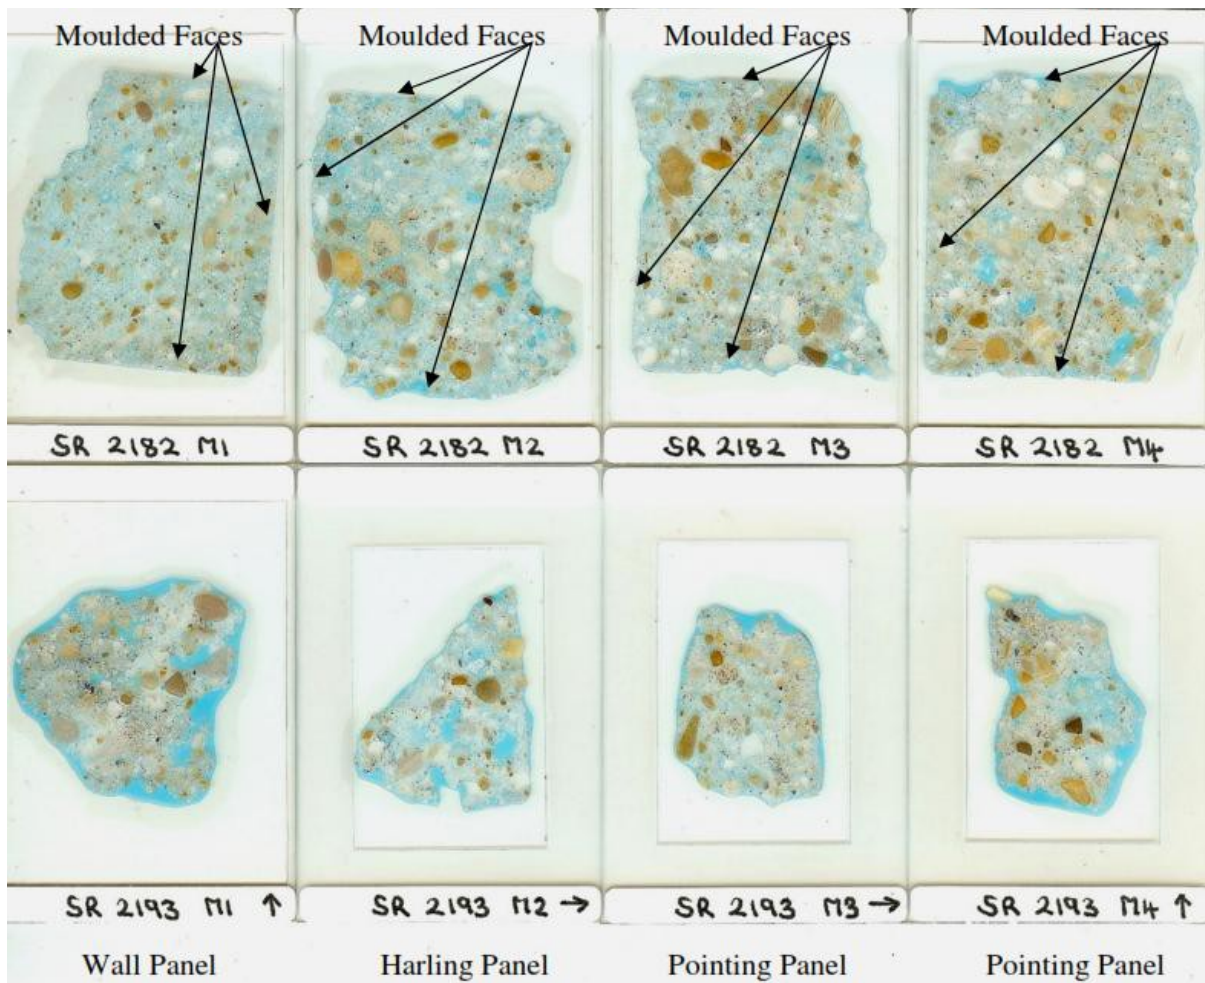 Moulded Faces Moulded Faces Moulded Faces Moulded Faces
SR 2182 M1 SR 2182 M2 SR 2182 M3 SR 2182 M4
SR 2193 M1 ↑ SR 2193 M2 → SR 2193 M3 → SR 2193 M4 ↑
Wall Panel Harling Panel Pointing Panel Pointing Panel